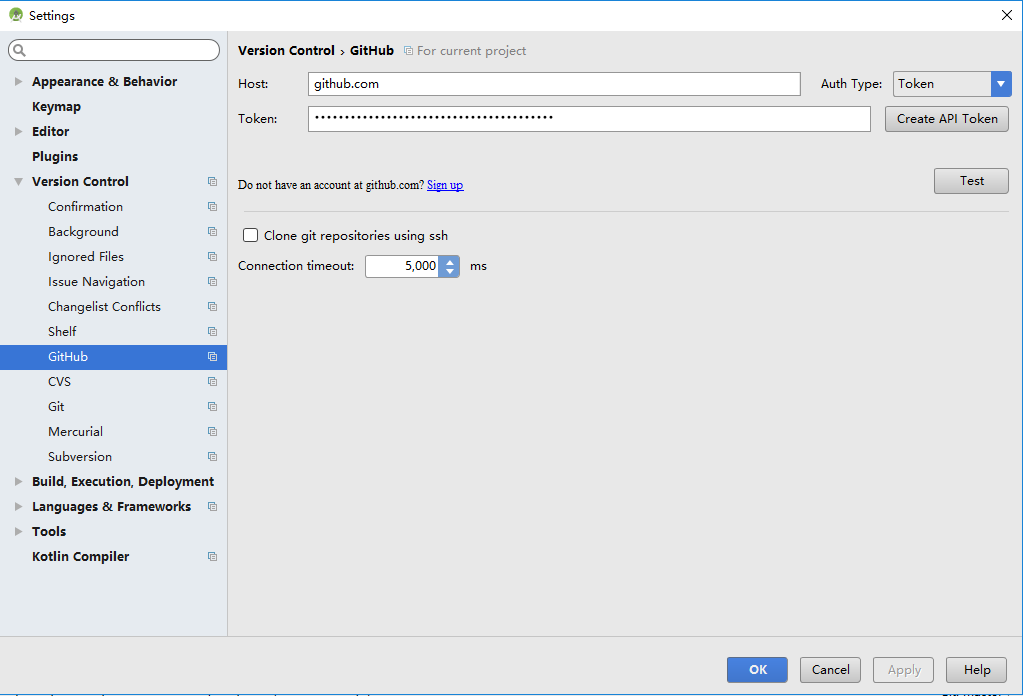 Settings
Version Control › GitHub For current project
Host: github.com Auth Type: Token
Token: •••••••••••••••••••••••••••••••••••••••• Create API Token
Do not have an account at github.com? Sign up
Test
Clone git repositories using ssh
Connection timeout: 5,000 ms
Appearance & Behavior
Keymap
Editor
Plugins
Version Control
Confirmation
Background
Ignored Files
Issue Navigation
Changelist Conflicts
Shelf
GitHub
CVS
Git
Mercurial
Subversion
Build, Execution, Deployment
Languages & Frameworks
Tools
Kotlin Compiler
OK Cancel Apply Help